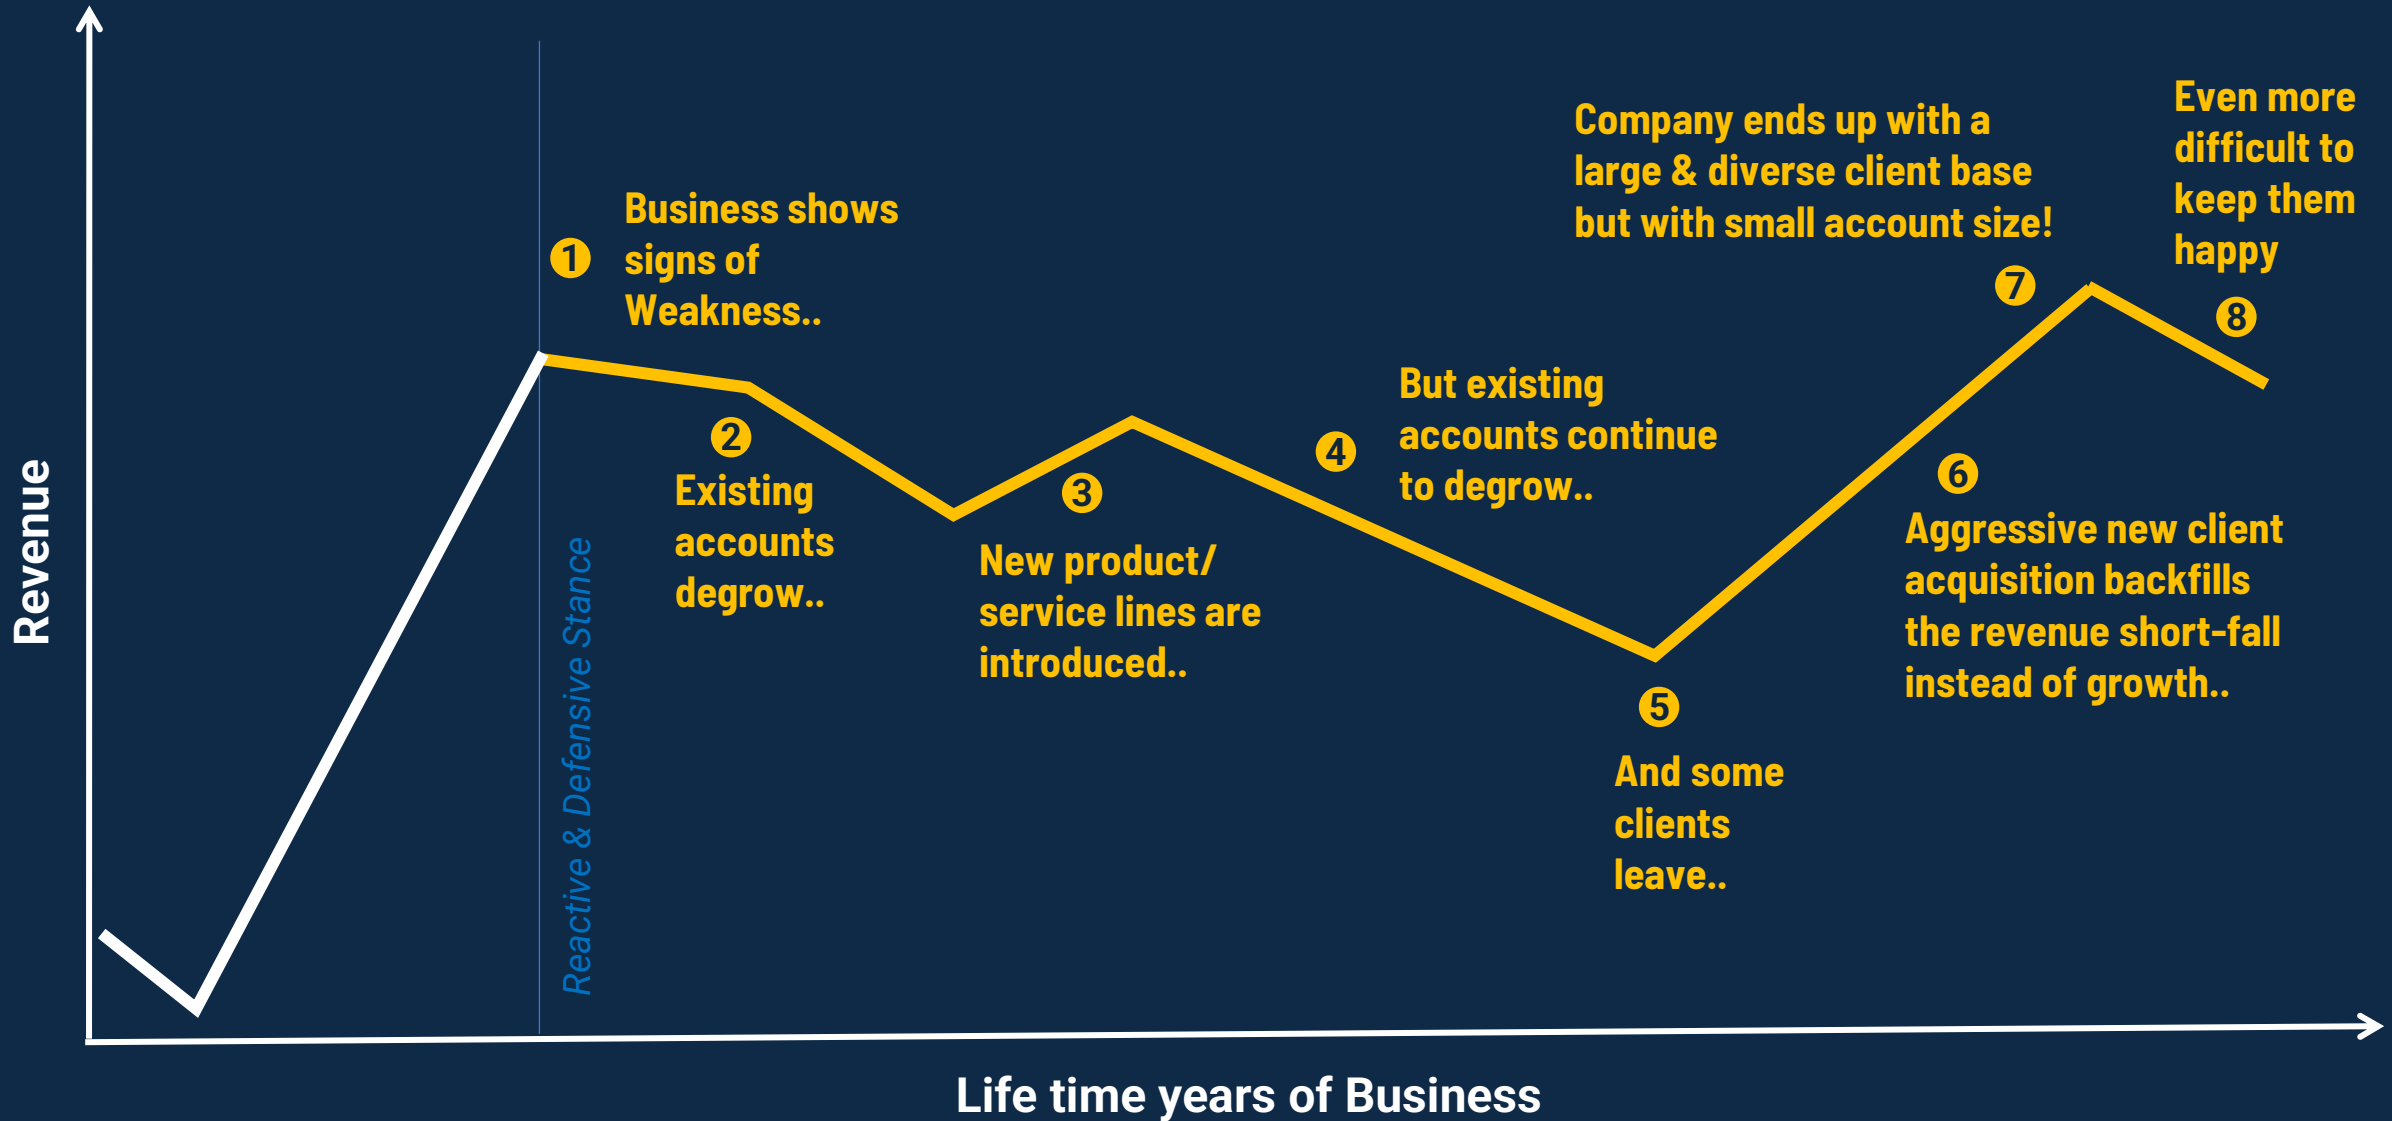 Revenue
Reactive & Defensive Stance
1
Business shows
signs of
Weakness..
2
Existing
accounts
degrow..
3
New product/
service lines are
introduced..
4
But existing
accounts continue
to degrow..
5
And some
clients
leave..
6
Aggressive new client
acquisition backfills
the revenue short-fall
instead of growth..
Company ends up with a
large & diverse client base
but with small account size!
7
Even more
difficult to
keep them
happy
8
Life time years of Business